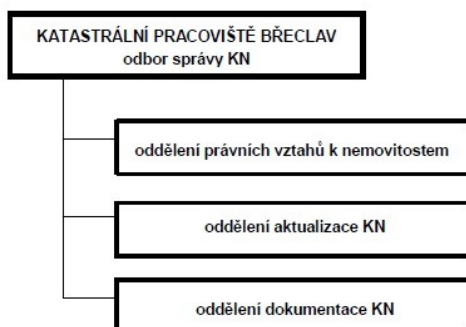 KATASTRÁLNÍ PRACOVIŠTĚ BŘECLAV
odbor správy KN
oddělení právních vztahů k nemovitostem
oddělení aktualizace KN
oddělení dokumentace KN